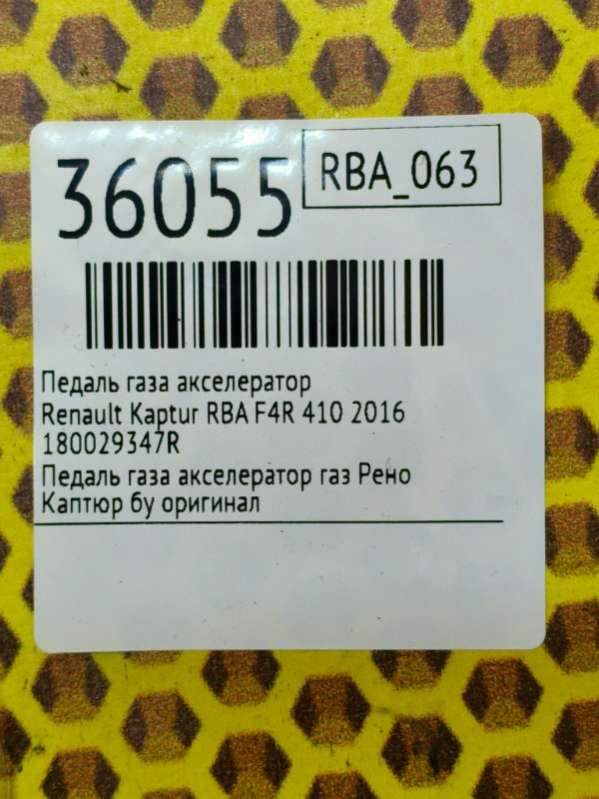 36055
RBA_063
Педаль газа акселератор
Renault Kaptur RBA F4R 410 2016
180029347R
Педаль газа акселератор газ Рено
Каптюр бу оригинал